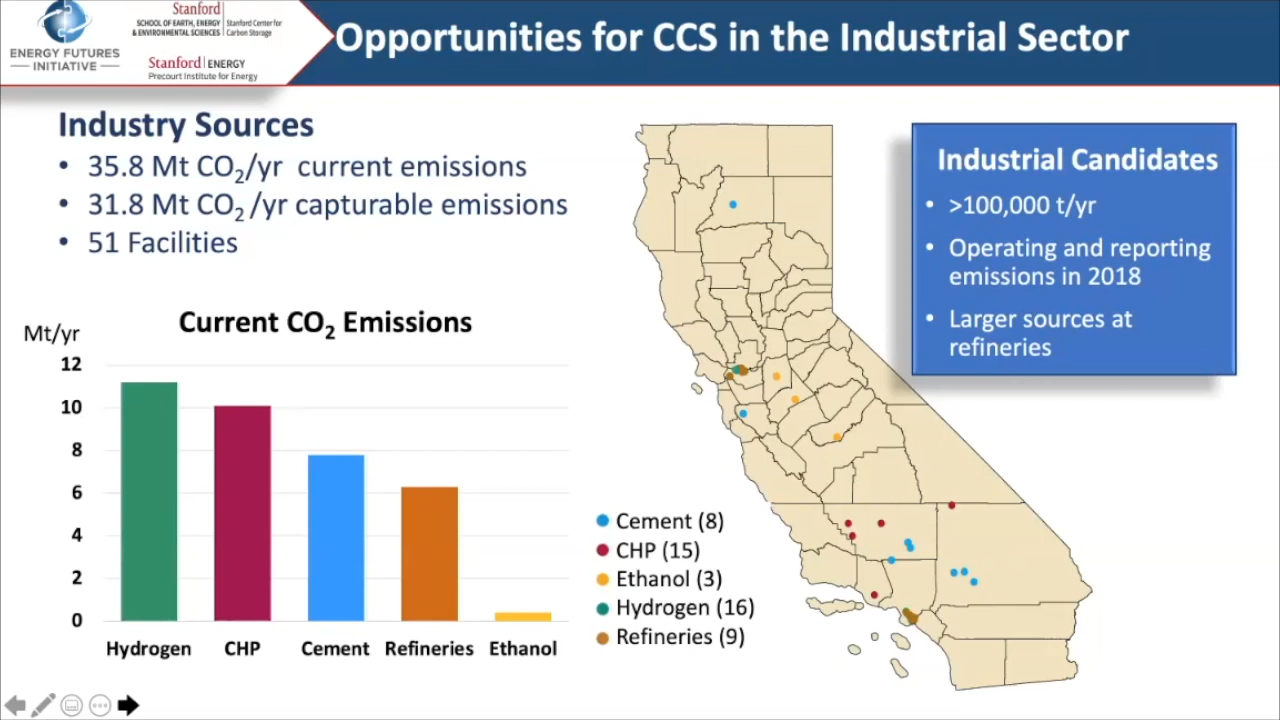 ENERGY FUTURES
INITIATIVE
Stanford
SCHOOL OF EARTH, ENERGY
& ENVIRONMENTAL SCIENCES
Stanford Center for
Carbon Storage
Stanford ENERGY
Precourt Institute for Energy
Opportunities for CCS in the Industrial Sector
Industry Sources
• 35.8 Mt CO₂/yr current emissions
• 31.8 Mt CO₂ /yr capturable emissions
• 51 Facilities
Current CO₂ Emissions
Mt/yr
12
10
8
6
4
2
0
Hydrogen CHP Cement Refineries Ethanol
Cement (8)
CHP (15)
Ethanol (3)
Hydrogen (16)
Refineries (9)
Industrial Candidates
• >100,000 t/yr
• Operating and reporting
emissions in 2018
• Larger sources at
refineries